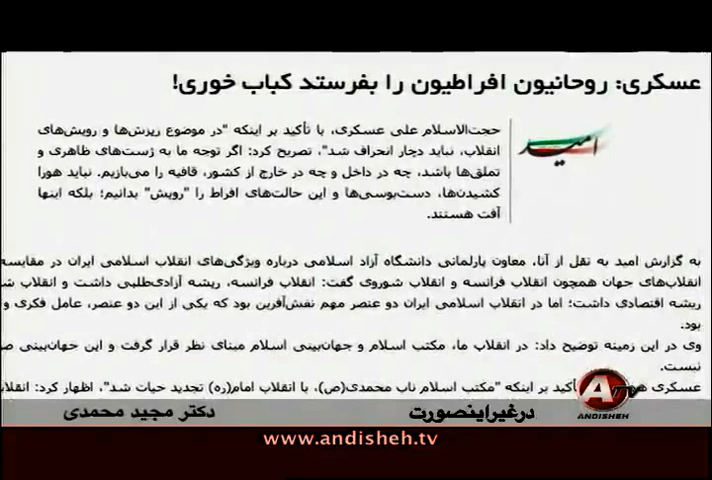 عسکری: روحانیون افراطیون را بفرستد کباب خوری!
امید
حجت‌الاسلام علی عسکری، با تأکید بر اینکه "در موضوع ریزش‌ها و رویش‌های
انقلاب، نباید دچار انحراف شد"، تصریح کرد: اگر توجه ما به ژست‌های ظاهری و
تملق‌ها باشد، چه در داخل و چه در خارج از کشور، قافیه را می‌بازیم. نباید هورا
کشیدن‌ها، دست‌بوسی‌ها و این حالت‌های افراط را "رویش" بدانیم؛ بلکه اینها
آفت هستند.
به گزارش امید به نقل از آنا، معاون پارلمانی دانشگاه آزاد اسلامی درباره ویژگی‌های انقلاب اسلامی ایران در مقایسه
انقلاب‌های جهان همچون انقلاب فرانسه و انقلاب شوروی گفت: انقلاب فرانسه، ریشه آزادی‌طلبی داشت و انقلاب
ریشه اقتصادی داشت؛ اما در انقلاب اسلامی ایران دو عنصر مهم نقش‌آفرین بود که یکی از این دو عنصر، عامل فکری و
بود.
وی در این زمینه توضیح داد: در انقلاب ما، مکتب اسلام و جهان‌بینی اسلام مبنای نظر قرار گرفت و این جهان‌بینی
نیست.
عسکری تأکید بر اینکه "مکتب اسلام ناب محمدی(ص)، با انقلاب امام(ره) تجدید حیات شد"، اظهار کرد:
A TV
ANDISHEH
درغیراینصورت
دکتر مجید محمدی
www.andisheh.tv